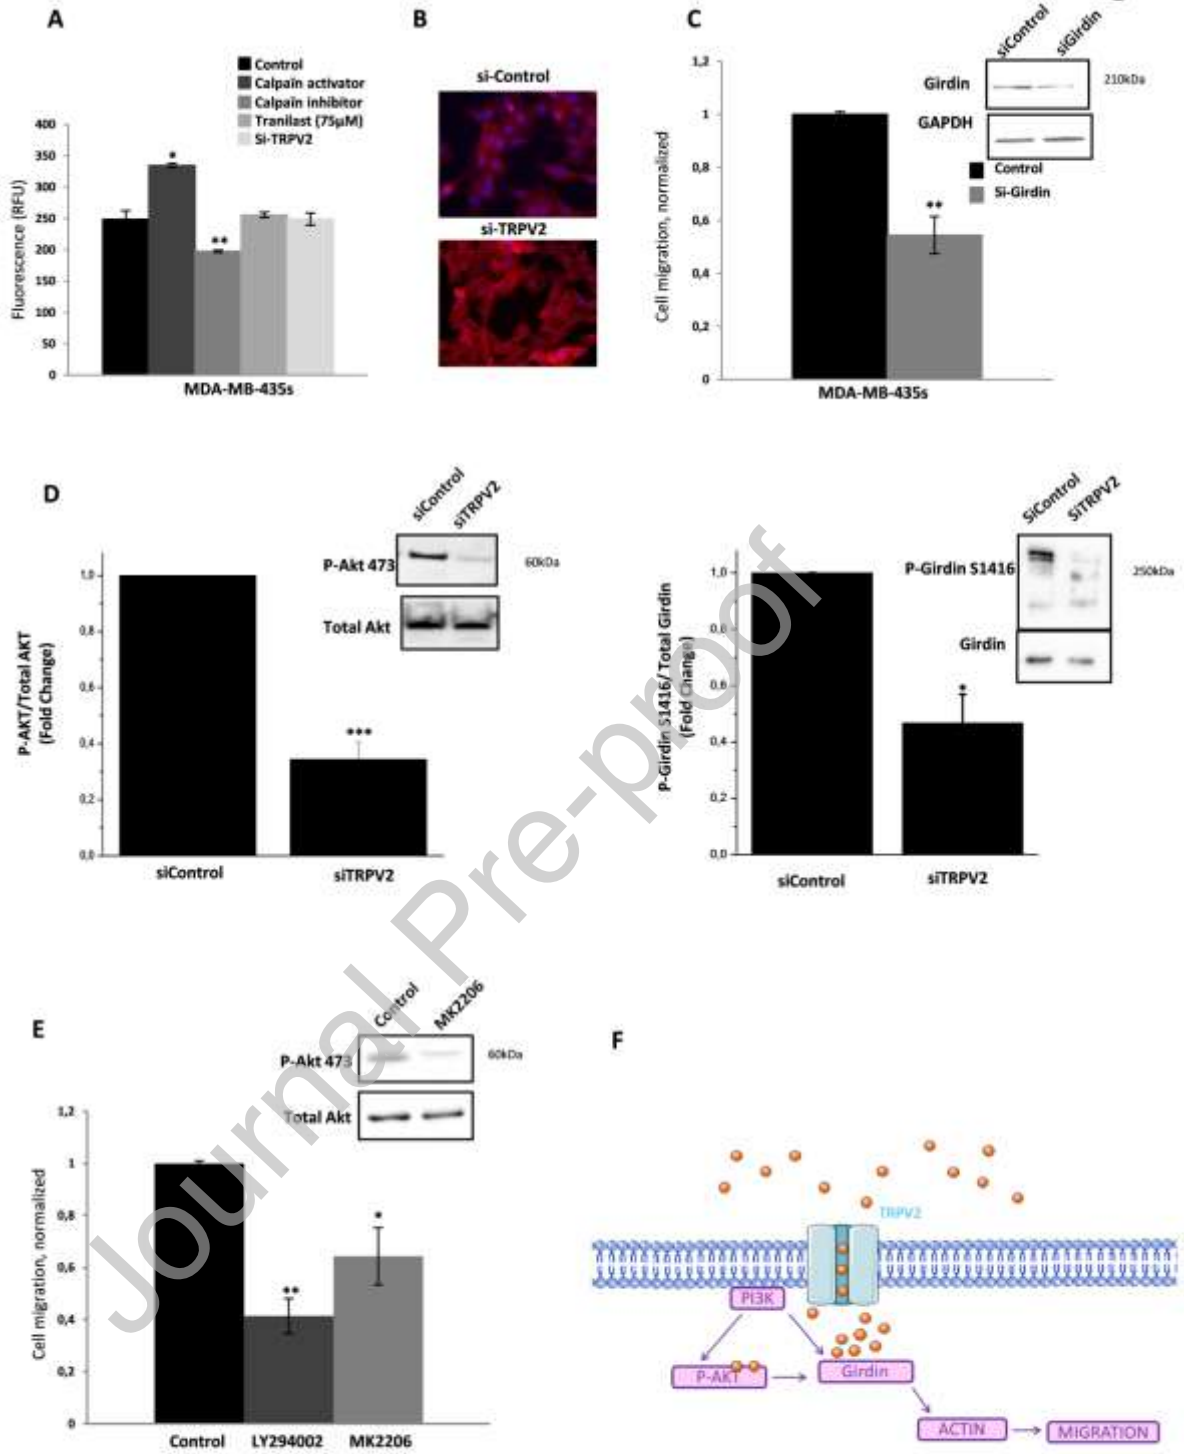 A
Control
Calpaïn activator
Calpaïn inhibitor
Tranilast (75µM)
Si-TRPV2
400
350
300
250
200
150
100
50
0
Fluorescence (RFU)
*
**
MDA-MB-435s
B
si-Control
si-TRPV2
C
siControl
siGirdin
Girdin
210kDa
GAPDH
Control
Si-Girdin
1,2
1
0,8
0,6
0,4
0,2
0
Cell migration, normalized
**
MDA-MB-435s
D
siControl
siTRPV2
P-Akt 473
60kDa
Total Akt
1,0
0,8
0,6
0,4
0,2
0,0
P-AKT/Total AKT
(Fold Change)
***
siControl
siTRPV2
SiControl
SiTRPV2
P-Girdin S1416
250kDa
Girdin
1,0
0,8
0,6
0,4
0,2
0,0
P-Girdin S1416/ Total Girdin
(Fold Change)
*
siControl
siTRPV2
E
Control
MK2206
P-Akt 473
60kDa
Total Akt
1,2
1
0,8
0,6
0,4
0,2
0
Cell migration, normalized
**
*
Control
LY294002
MK2206
F
TRPV2
PI3K
P-AKT
Girdin
ACTIN
MIGRATION
Journal Pre-proof